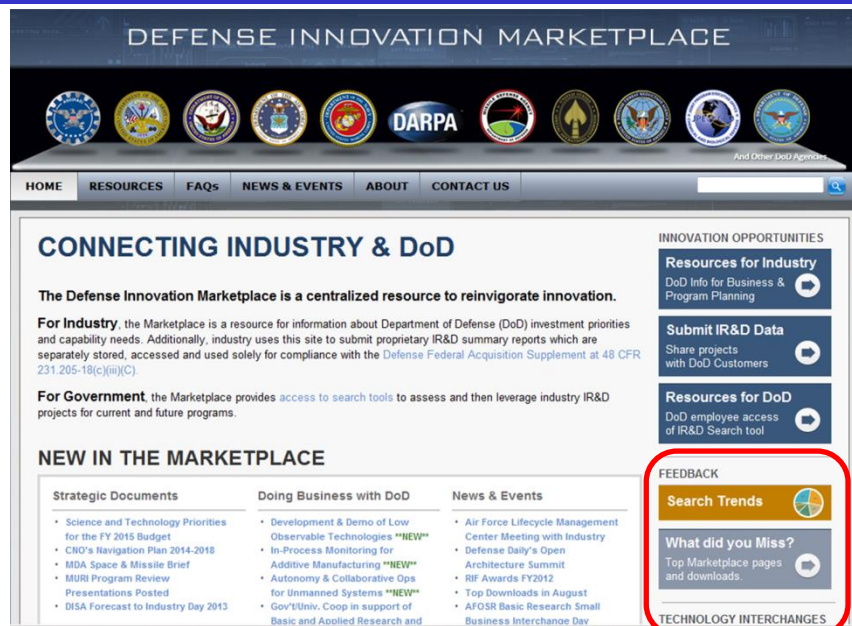 DEFENSE INNOVATION MARKETPLACE
DARPA
And Other DoD Agencies
HOME RESOURCES FAQs NEWS & EVENTS ABOUT CONTACT US
CONNECTING INDUSTRY & DoD
The Defense Innovation Marketplace is a centralized resource to reinvigorate innovation.
For Industry, the Marketplace is a resource for information about Department of Defense (DoD) investment priorities
and capability needs. Additionally, industry uses this site to submit proprietary IR&D summary reports which are
separately stored, accessed and used solely for compliance with the Defense Federal Acquisition Supplement at 48 CFR
231.205-18(c)(iii)(C).
For Government, the Marketplace provides access to search tools to assess and then leverage industry IR&D
projects for current and future programs.
NEW IN THE MARKETPLACE
Strategic Documents
• Science and Technology Priorities
for the FY 2015 Budget
• CNO's Navigation Plan 2014-2018
• MDA Space & Missile Brief
• MURI Program Review
Presentations Posted
• DISA Forecast to Industry Day 2013
Doing Business with DoD
• Development & Demo of Low
Observable Technologies **NEW**
• In-Process Monitoring for
Additive Manufacturing **NEW**
• Autonomy & Collaborative Ops
for Unmanned Systems **NEW**
• Gov't/Univ. Coop in support of
Basic and Applied Research and
News & Events
• Air Force Lifecycle Management
Center Meeting with Industry
• Defense Daily's Open
Architecture Summit
• RIF Awards FY2012
• Top Downloads in August
• AFOSR Basic Research Small
Business Interchange Day
INNOVATION OPPORTUNITIES
Resources for Industry
DoD Info for Business &
Program Planning
Submit IR&D Data
Share projects
with DoD Customers
Resources for DoD
DoD employee access
of IR&D Search tool
FEEDBACK
Search Trends
What did you Miss?
Top Marketplace pages
and downloads.
TECHNOLOGY INTERCHANGES